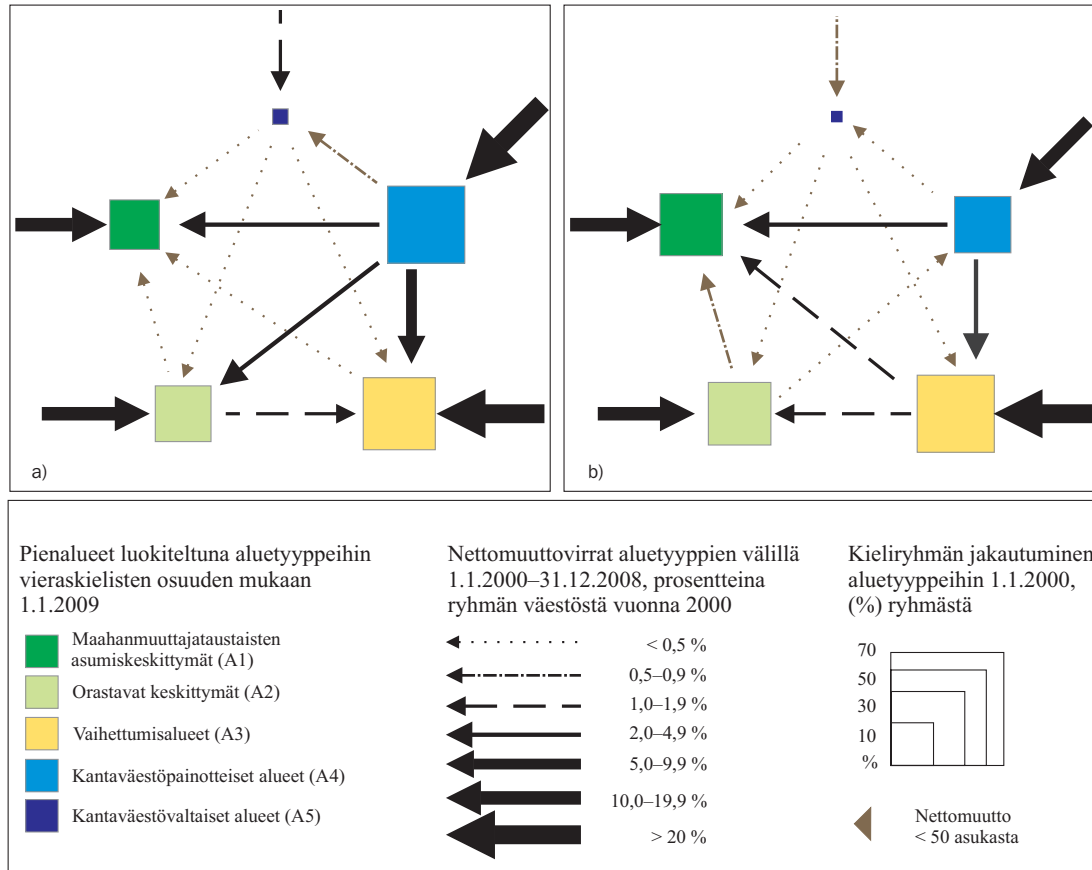 a)
b)
Pienalueet luokiteltuna aluetyyppeihin
vieraskielisten osuuden mukaan
1.1.2009
Maahanmuuttajataustaisten
asumiskeskittymät (A1)
Orastavat keskittymät (A2)
Vaihettumisalueet (A3)
Kantaväestöpainotteiset alueet (A4)
Kantaväestövaltaiset alueet (A5)
Nettomuuttovirrat aluetyyppien välillä
1.1.2000–31.12.2008, prosentteina
ryhmän väestöstä vuonna 2000
< 0,5 %
0,5–0,9 %
1,0–1,9 %
2,0–4,9 %
5,0–9,9 %
10,0–19,9 %
> 20 %
Kieliryhmän jakautuminen
aluetyyppeihin 1.1.2000,
(%) ryhmästä
70
50
30
10
%
Nettomuutto
< 50 asukasta